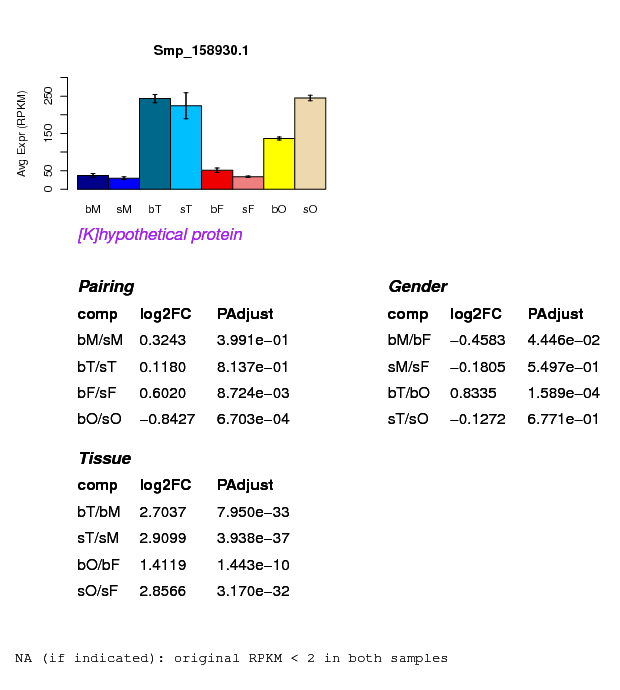 Smp_158930.1
Avg Expr (RPKM)
0 50 150 250
bM sM bT sT bF sF bO sO
[K]hypothetical protein
Pairing
comp log2FC PAdjust
bM/sM 0.3243 3.991e−01
bT/sT 0.1180 8.137e−01
bF/sF 0.6020 8.724e−03
bO/sO −0.8427 6.703e−04
Gender
comp log2FC PAdjust
bM/bF −0.4583 4.446e−02
sM/sF −0.1805 5.497e−01
bT/bO 0.8335 1.589e−04
sT/sO −0.1272 6.771e−01
Tissue
comp log2FC PAdjust
bT/bM 2.7037 7.950e−33
sT/sM 2.9099 3.938e−37
bO/bF 1.4119 1.443e−10
sO/sF 2.8566 3.170e−32
NA (if indicated): original RPKM < 2 in both samples